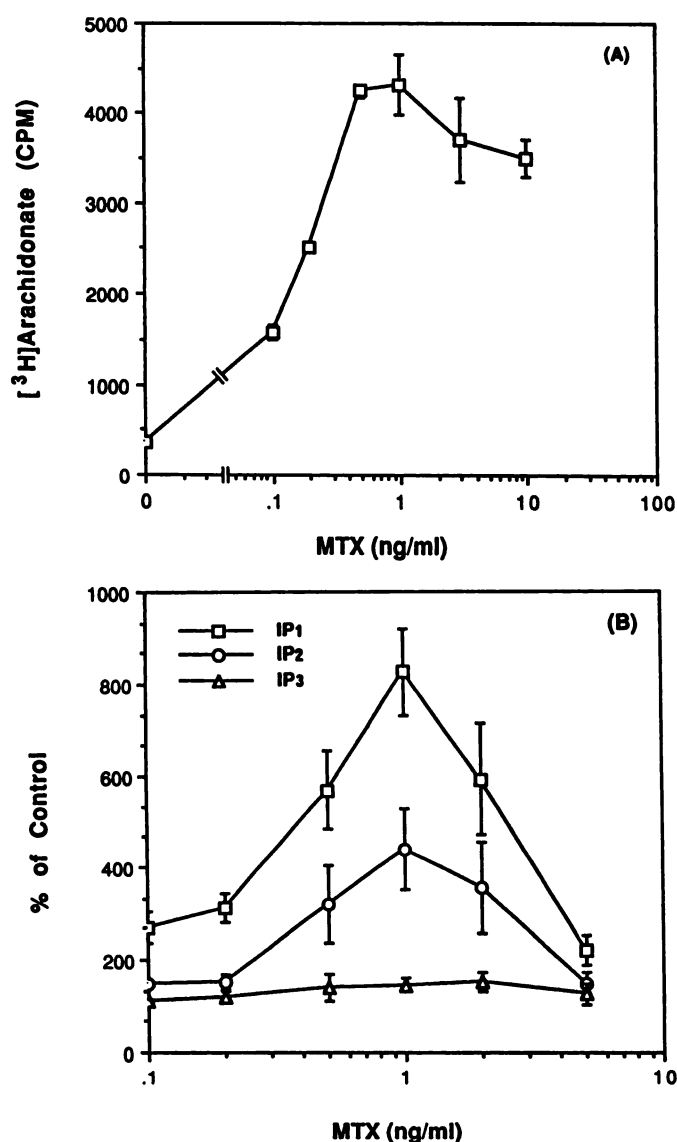 (A)
[³H]Arachidonate (CPM)
5000
4000
3000
2000
1000
0
0 .1 1 10 100
MTX (ng/ml)
(B)
IP1
IP2
IP3
% of Control
1000
800
600
400
200
0
.1 1 10
MTX (ng/ml)